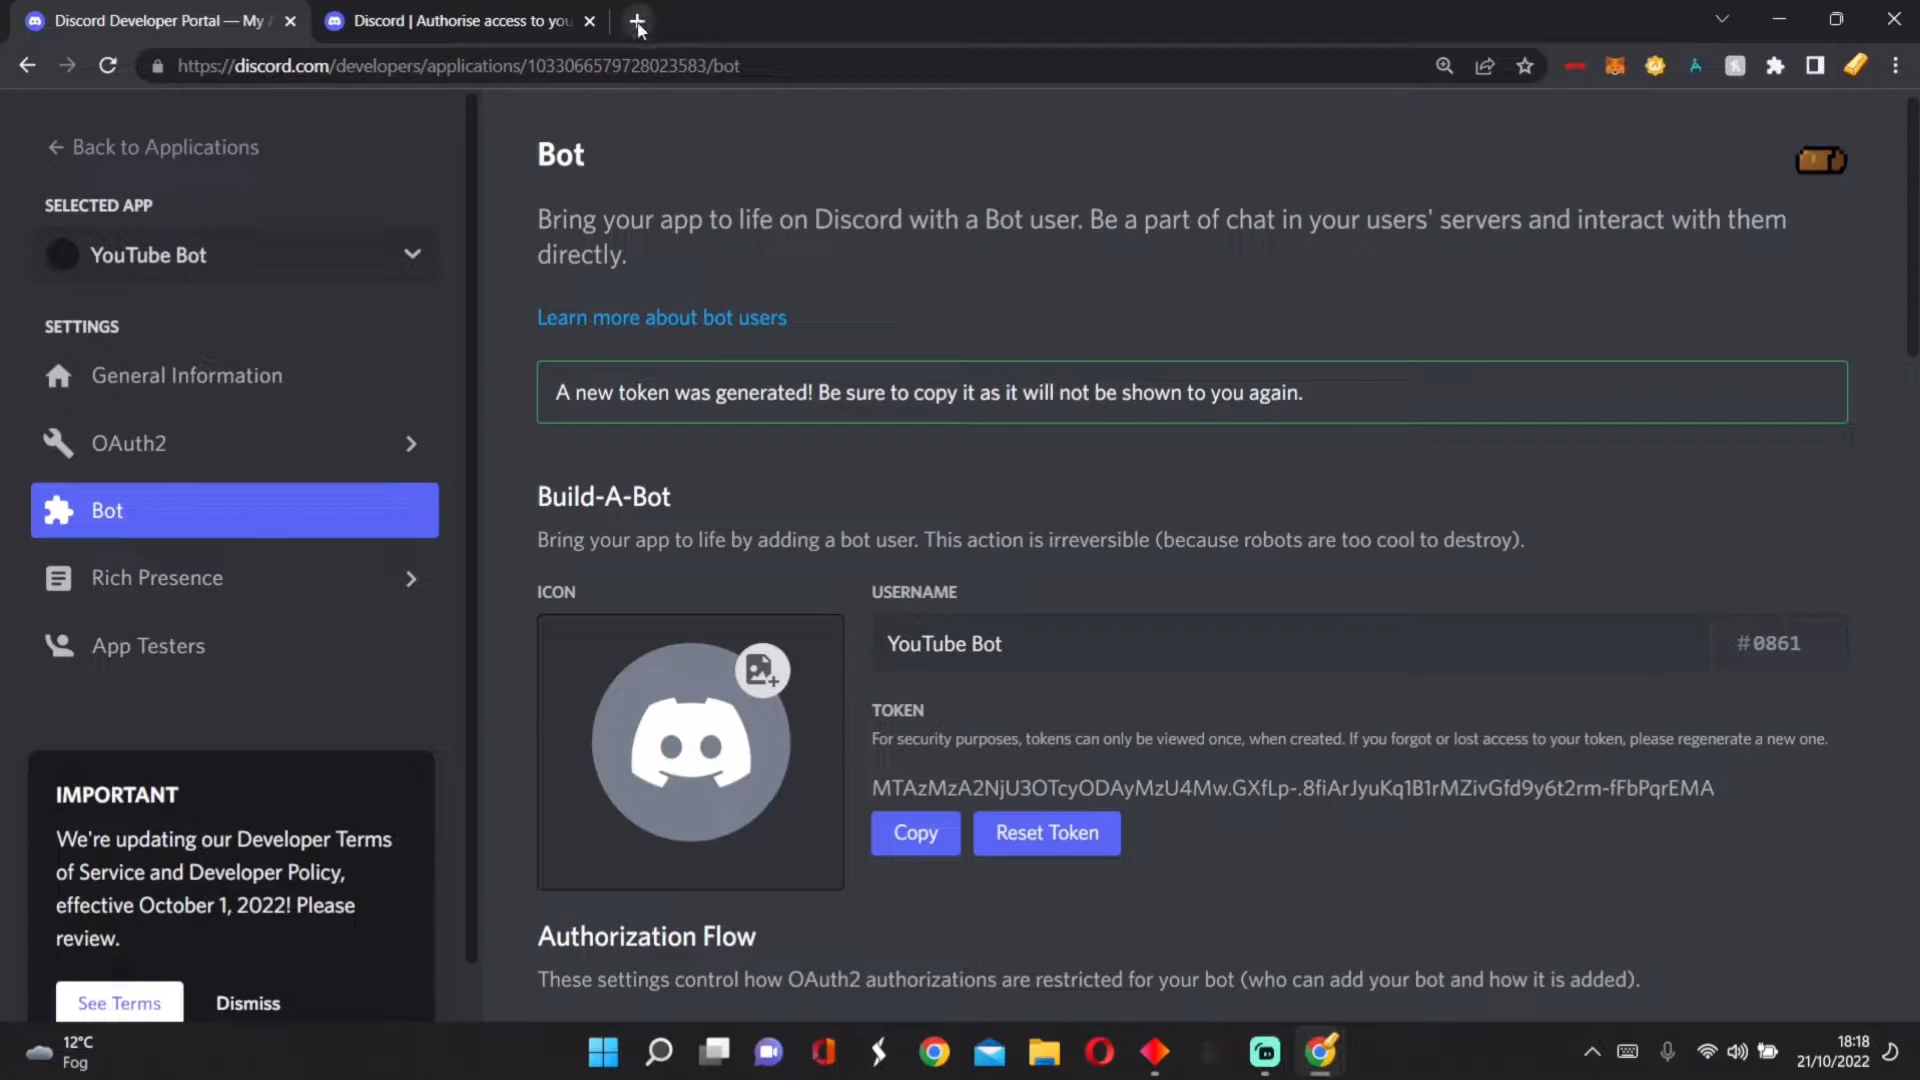 Discord Developer Portal — My A
Discord | Authorise access to you
https://discord.com/developers/applications/1033066579728023583/bot
← Back to Applications
SELECTED APP
YouTube Bot
SETTINGS
General Information
OAuth2
Bot
Rich Presence
App Testers
IMPORTANT
We're updating our Developer Terms
of Service and Developer Policy,
effective October 1, 2022! Please
review.
See Terms
Dismiss
Bot
Bring your app to life on Discord with a Bot user. Be a part of chat in your users' servers and interact with them
directly.
Learn more about bot users
A new token was generated! Be sure to copy it as it will not be shown to you again.
Build-A-Bot
Bring your app to life by adding a bot user. This action is irreversible (because robots are too cool to destroy).
ICON
USERNAME
YouTube Bot
#0861
TOKEN
For security purposes, tokens can only be viewed once, when created. If you forgot or lost access to your token, please regenerate a new one.
MTAzMzA2NjU3OTcyODAyMzU4Mw.GXfLp-.8fiArJyuKq1B1rMZivGfd9y6t2rm-fFbPqrEMA
Copy
Reset Token
Authorization Flow
These settings control how OAuth2 authorizations are restricted for your bot (who can add your bot and how it is added).
12°C
Fog
18:18
21/10/2022